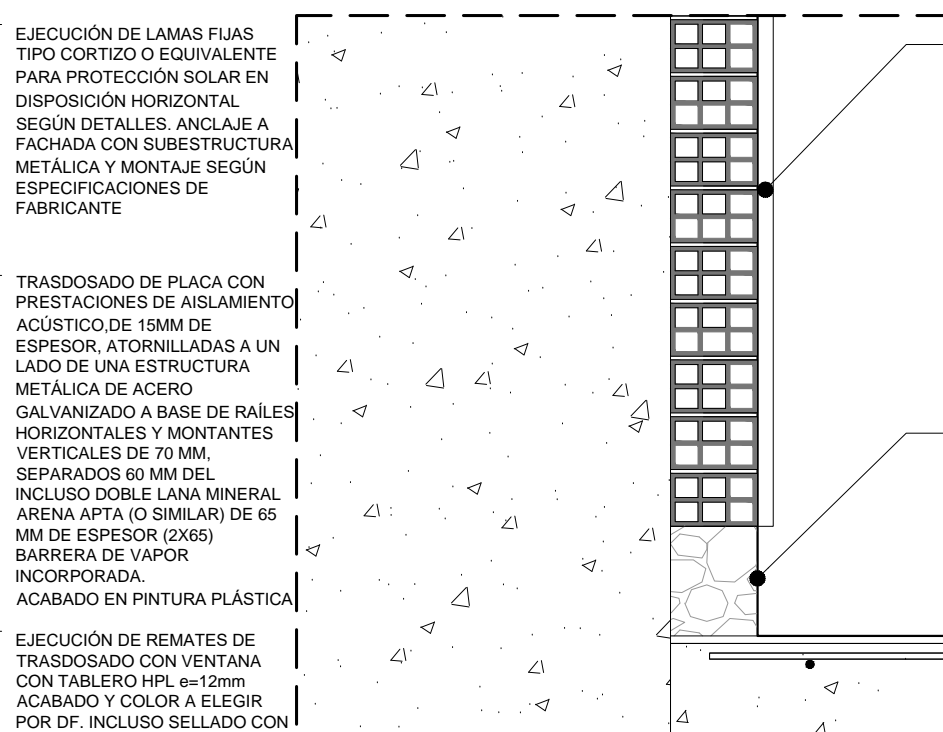 EJECUCIÓN DE LAMAS FIJAS
TIPO CORTIZO O EQUIVALENTE
PARA PROTECCIÓN SOLAR EN
DISPOSICIÓN HORIZONTAL
SEGÚN DETALLES. ANCLAJE A
FACHADA CON SUBESTRUCTURA
METÁLICA Y MONTAJE SEGÚN
ESPECIFICACIONES DE
FABRICANTE
TRASDOSADO DE PLACA CON
PRESTACIONES DE AISLAMIENTO
ACÚSTICO,DE 15MM DE
ESPESOR, ATORNILLADAS A UN
LADO DE UNA ESTRUCTURA
METÁLICA DE ACERO
GALVANIZADO A BASE DE RAÍLES
HORIZONTALES Y MONTANTES
VERTICALES DE 70 MM,
SEPARADOS 60 MM DEL
INCLUSO DOBLE LANA MINERAL
ARENA APTA (O SIMILAR) DE 65
MM DE ESPESOR (2X65)
BARRERA DE VAPOR
INCORPORADA.
ACABADO EN PINTURA PLÁSTICA
EJECUCIÓN DE REMATES DE
TRASDOSADO CON VENTANA
CON TABLERO HPL e=12mm
ACABADO Y COLOR A ELEGIR
POR DF. INCLUSO SELLADO CON